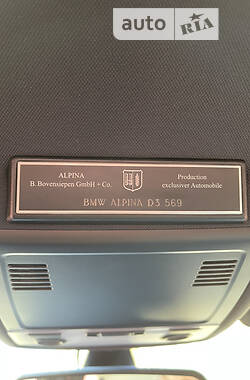 auto RIA
ALPINA
B. Bovensiepen GmbH + Co.
Production
exclusiver Automobile
BMW ALPINA D3 569